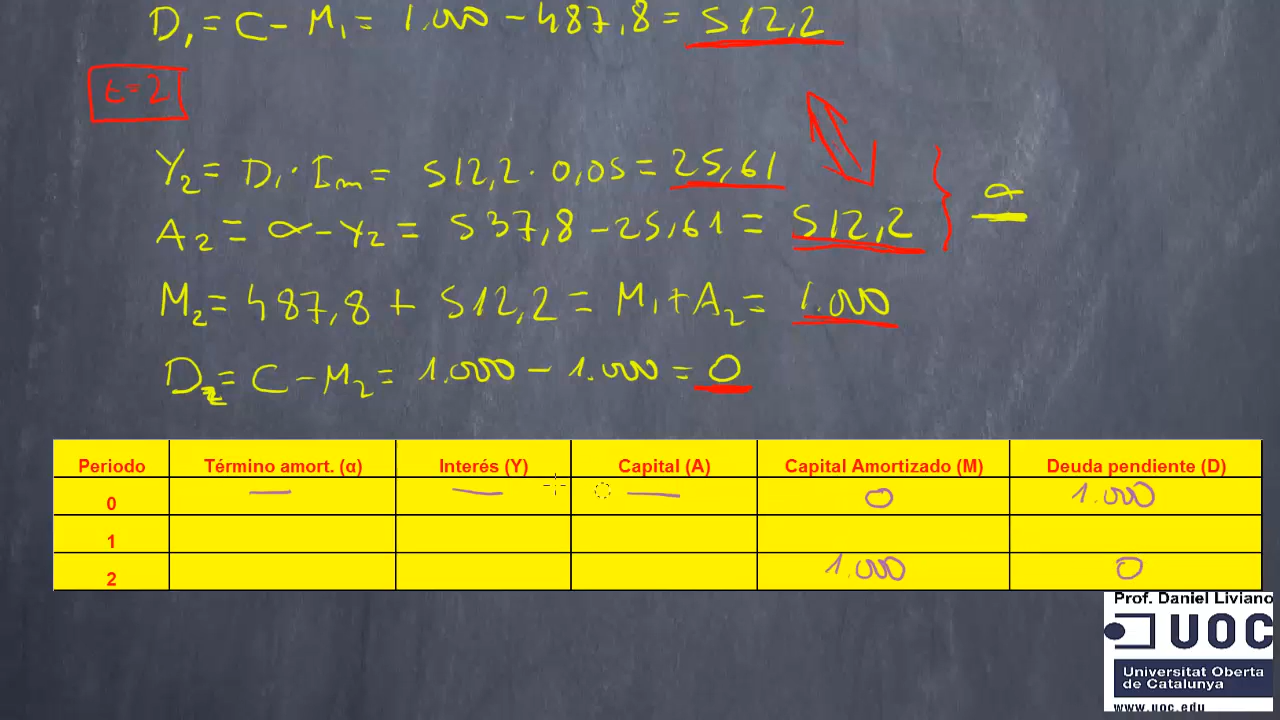 D₁ = C - M₁ = 1.000 - 487,8 = 512,2
t=2
Y₂ = D₁ · Im = 512,2 · 0,05 = 25,61
A₂ = α - Y₂ = 537,8 - 25,61 = 512,2
α
M₂ = 487,8 + 512,2 = M₁ + A₂ = 1.000
D₂ = C - M₂ = 1.000 - 1.000 = 0
Periodo Término amort. (α) Interés (Y) Capital (A) Capital Amortizado (M) Deuda pendiente (D)
0 — — — 0 1.000
1
2 1.000 0
Prof. Daniel Liviano
UOC
Universitat Oberta
de Catalunya
www.uoc.edu